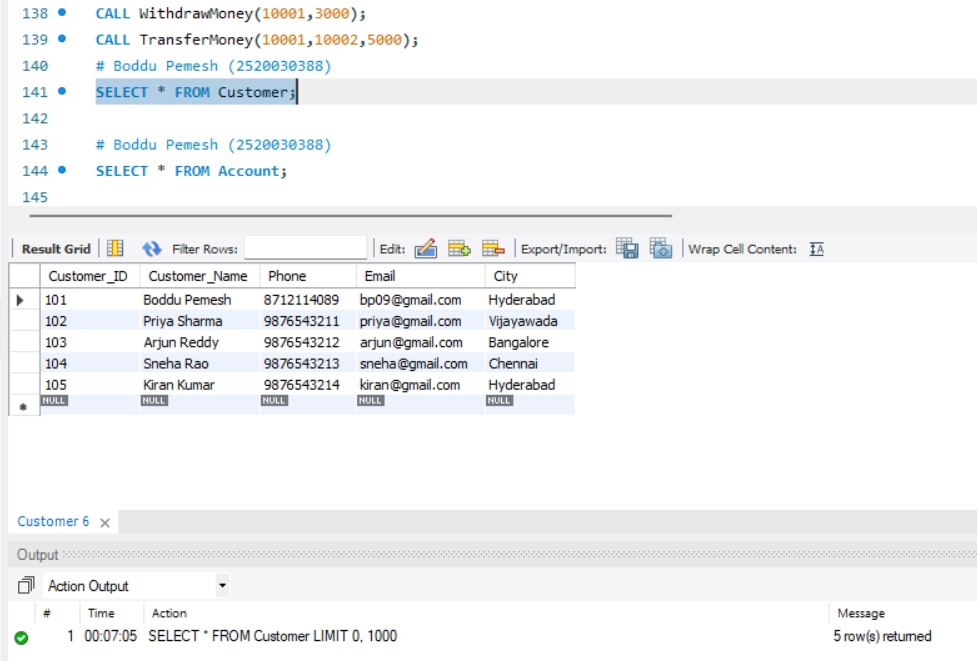 138 CALL WithdrawMoney(10001,3000);
139 CALL TransferMoney(10001,10002,5000);
140 # Boddu Pemesh (2520030388)
141 SELECT * FROM Customer;
142
143 # Boddu Pemesh (2520030388)
144 SELECT * FROM Account;
145
Result Grid Filter Rows: Edit: Export/Import: Wrap Cell Content: IA
Customer_ID Customer_Name Phone Email City
101 Boddu Pemesh 8712114089 bp09@gmail.com Hyderabad
102 Priya Sharma 9876543211 priya@gmail.com Vijayawada
103 Arjun Reddy 9876543212 arjun@gmail.com Bangalore
104 Sneha Rao 9876543213 sneha@gmail.com Chennai
105 Kiran Kumar 9876543214 kiran@gmail.com Hyderabad
NULL NULL NULL NULL NULL
Customer 6
Output
Action Output
# Time Action Message
1 00:07:05 SELECT * FROM Customer LIMIT 0, 1000 5 row(s) returned